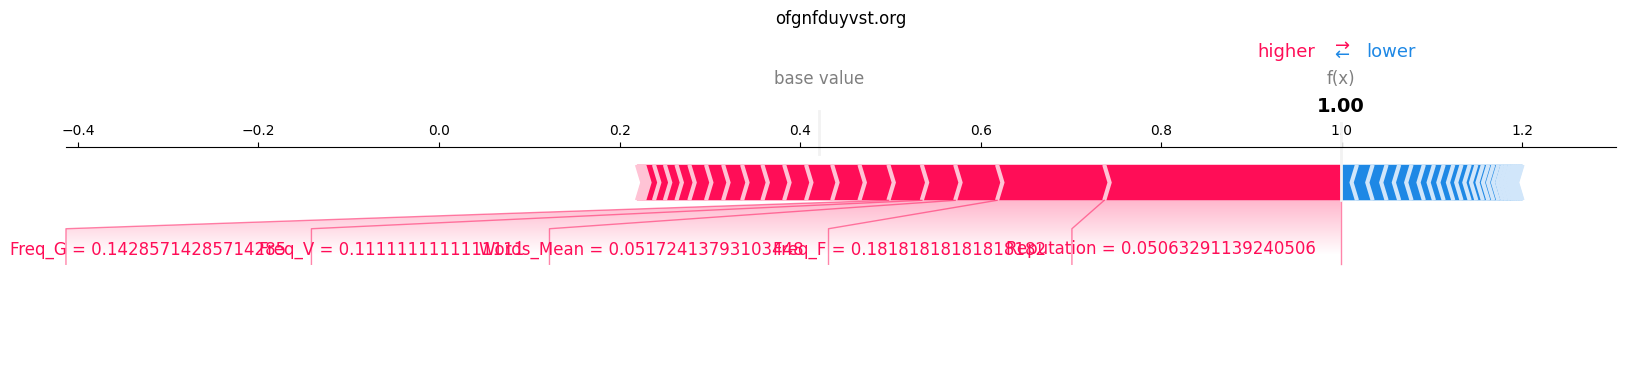 ofgnfduyvst.org
higher ⇄ lower
base value f(x)
1.00
−0.4 −0.2 0.0 0.2 0.4 0.6 0.8 1.0 1.2
Freq_G = 0.14285714285714285 Freq_V = 0.1111111111111111 Words_Mean = 0.05172413793103448 Freq_F = 0.18181818181818182 Reputation = 0.05063291139240506